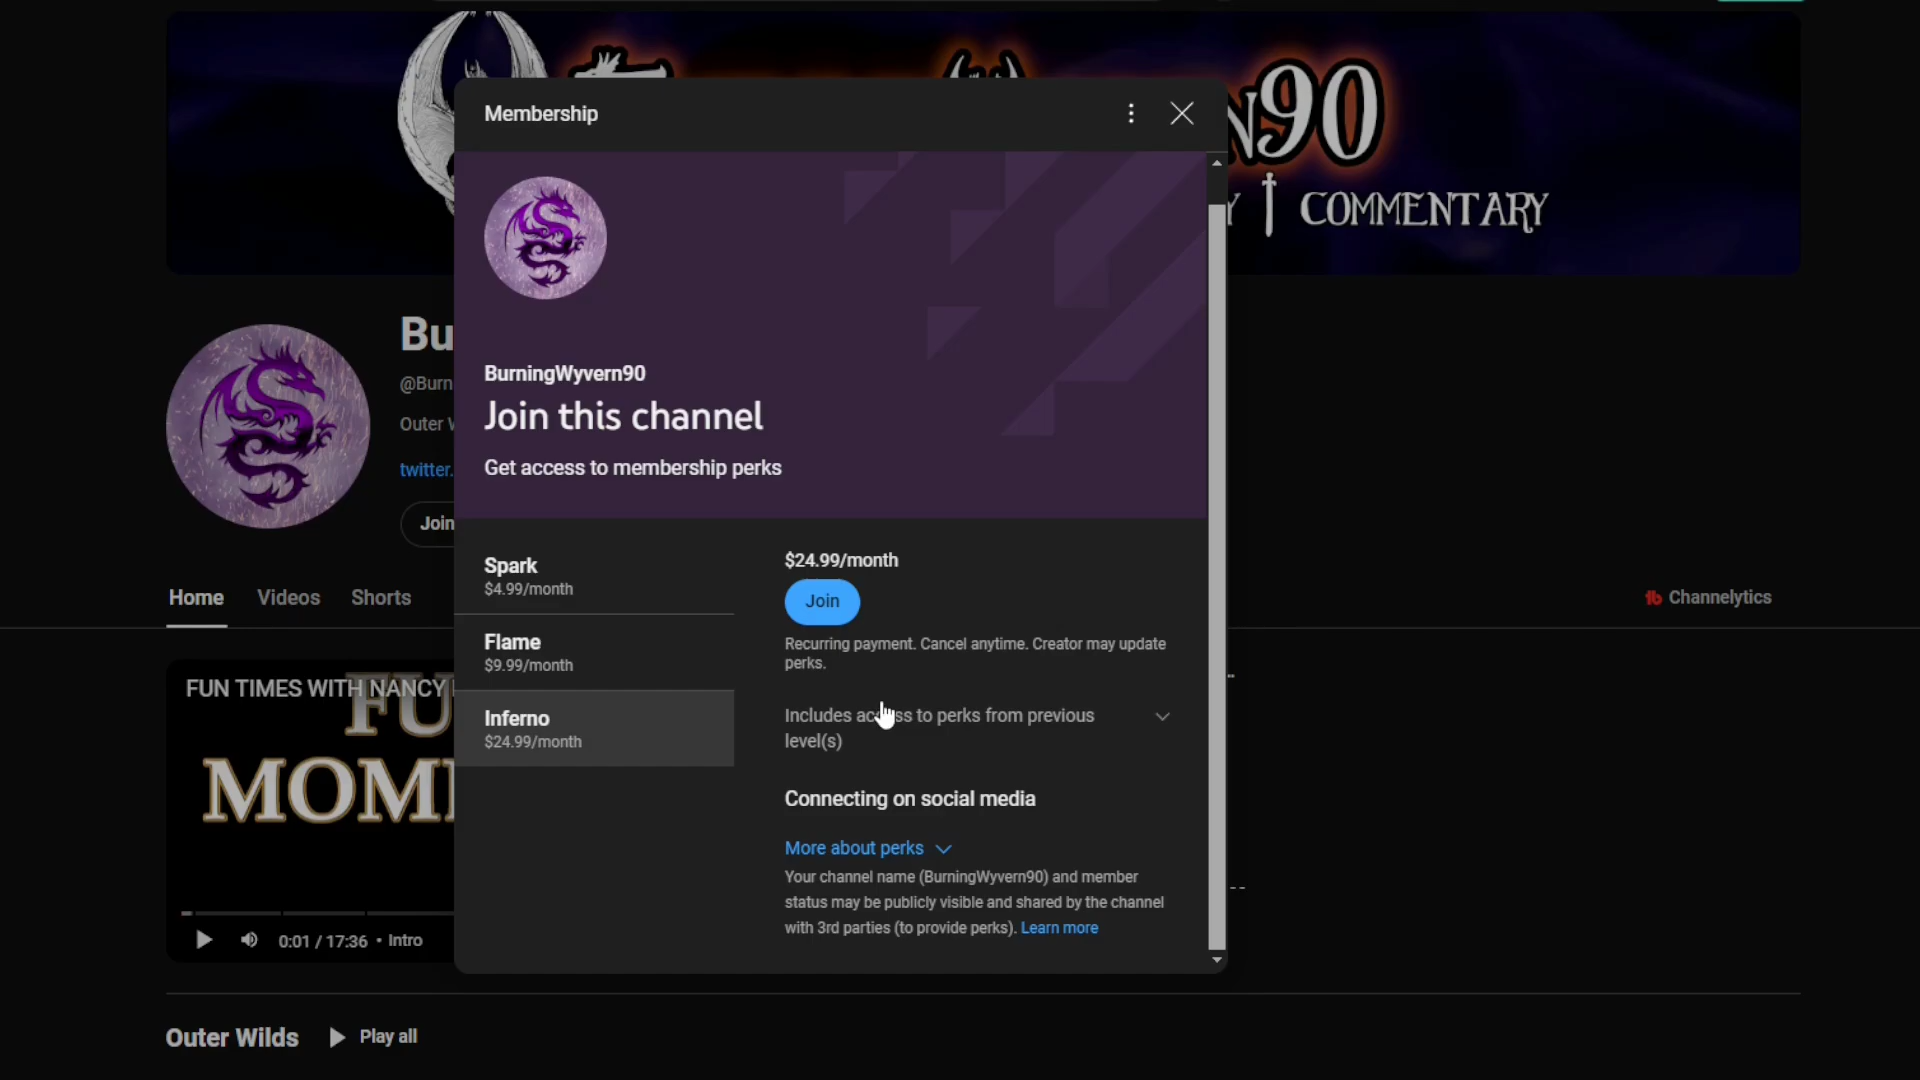 90
COMMENTARY
Membership
BurningWyvern90
Join this channel
Get access to membership perks
Bu
@Burn
Outer
twitter.
Join
Home Videos Shorts
Channelytics
Spark
$4.99/month
Flame
$9.99/month
Inferno
$24.99/month
$24.99/month
Join
Recurring payment. Cancel anytime. Creator may update
perks.
Includes access to perks from previous
level(s)
Connecting on social media
More about perks
Your channel name (BurningWyvern90) and member
status may be publicly visible and shared by the channel
with 3rd parties (to provide perks). Learn more
FUN TIMES WITH NANCY
FU
MOM
0:01 / 17:36 • Intro
Outer Wilds Play all